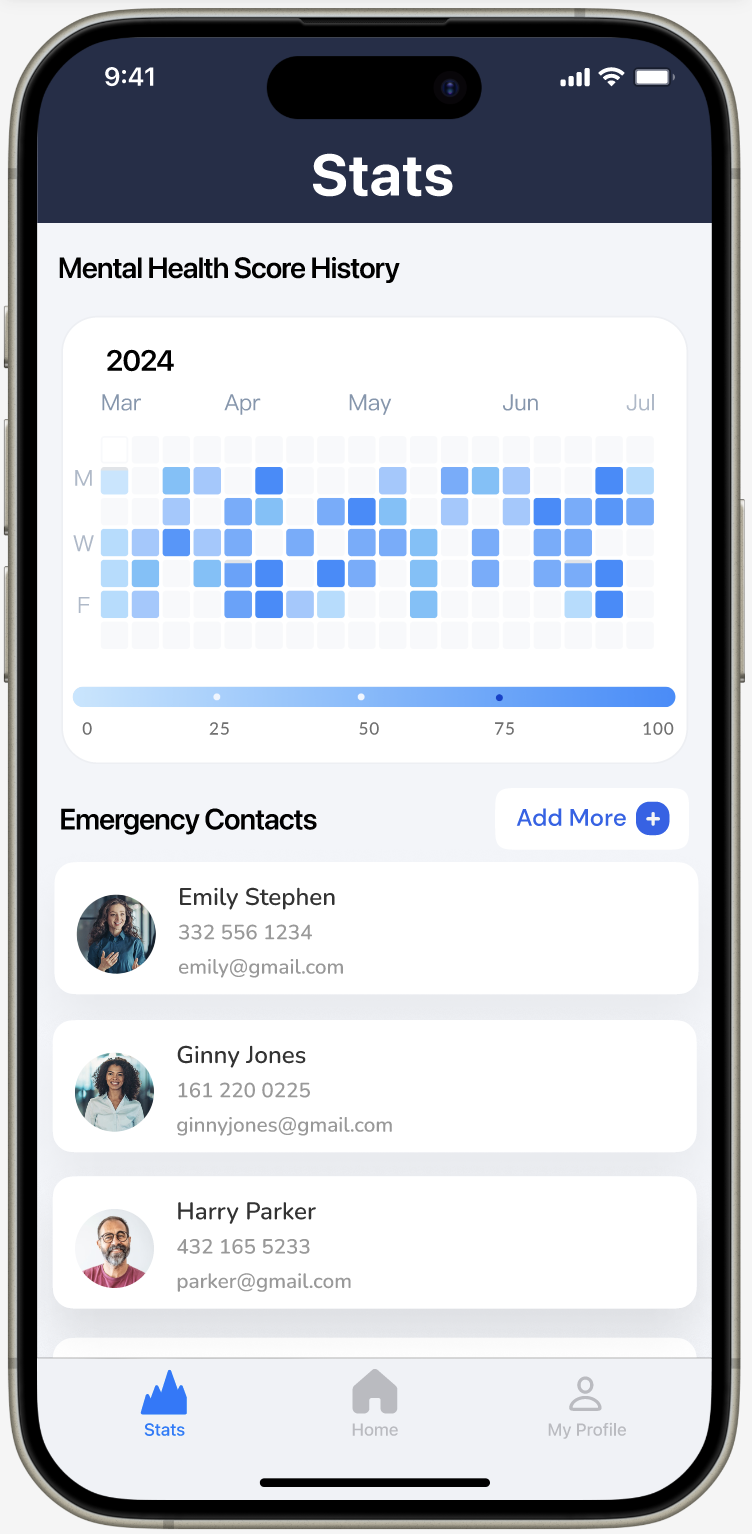 9:41
Stats
Mental Health Score History
2024
Mar Apr May Jun Jul
M
W
F
0 25 50 75 100
Emergency Contacts
Add More
Emily Stephen
332 556 1234
emily@gmail.com
Ginny Jones
161 220 0225
ginnyjones@gmail.com
Harry Parker
432 165 5233
parker@gmail.com
Stats Home My Profile